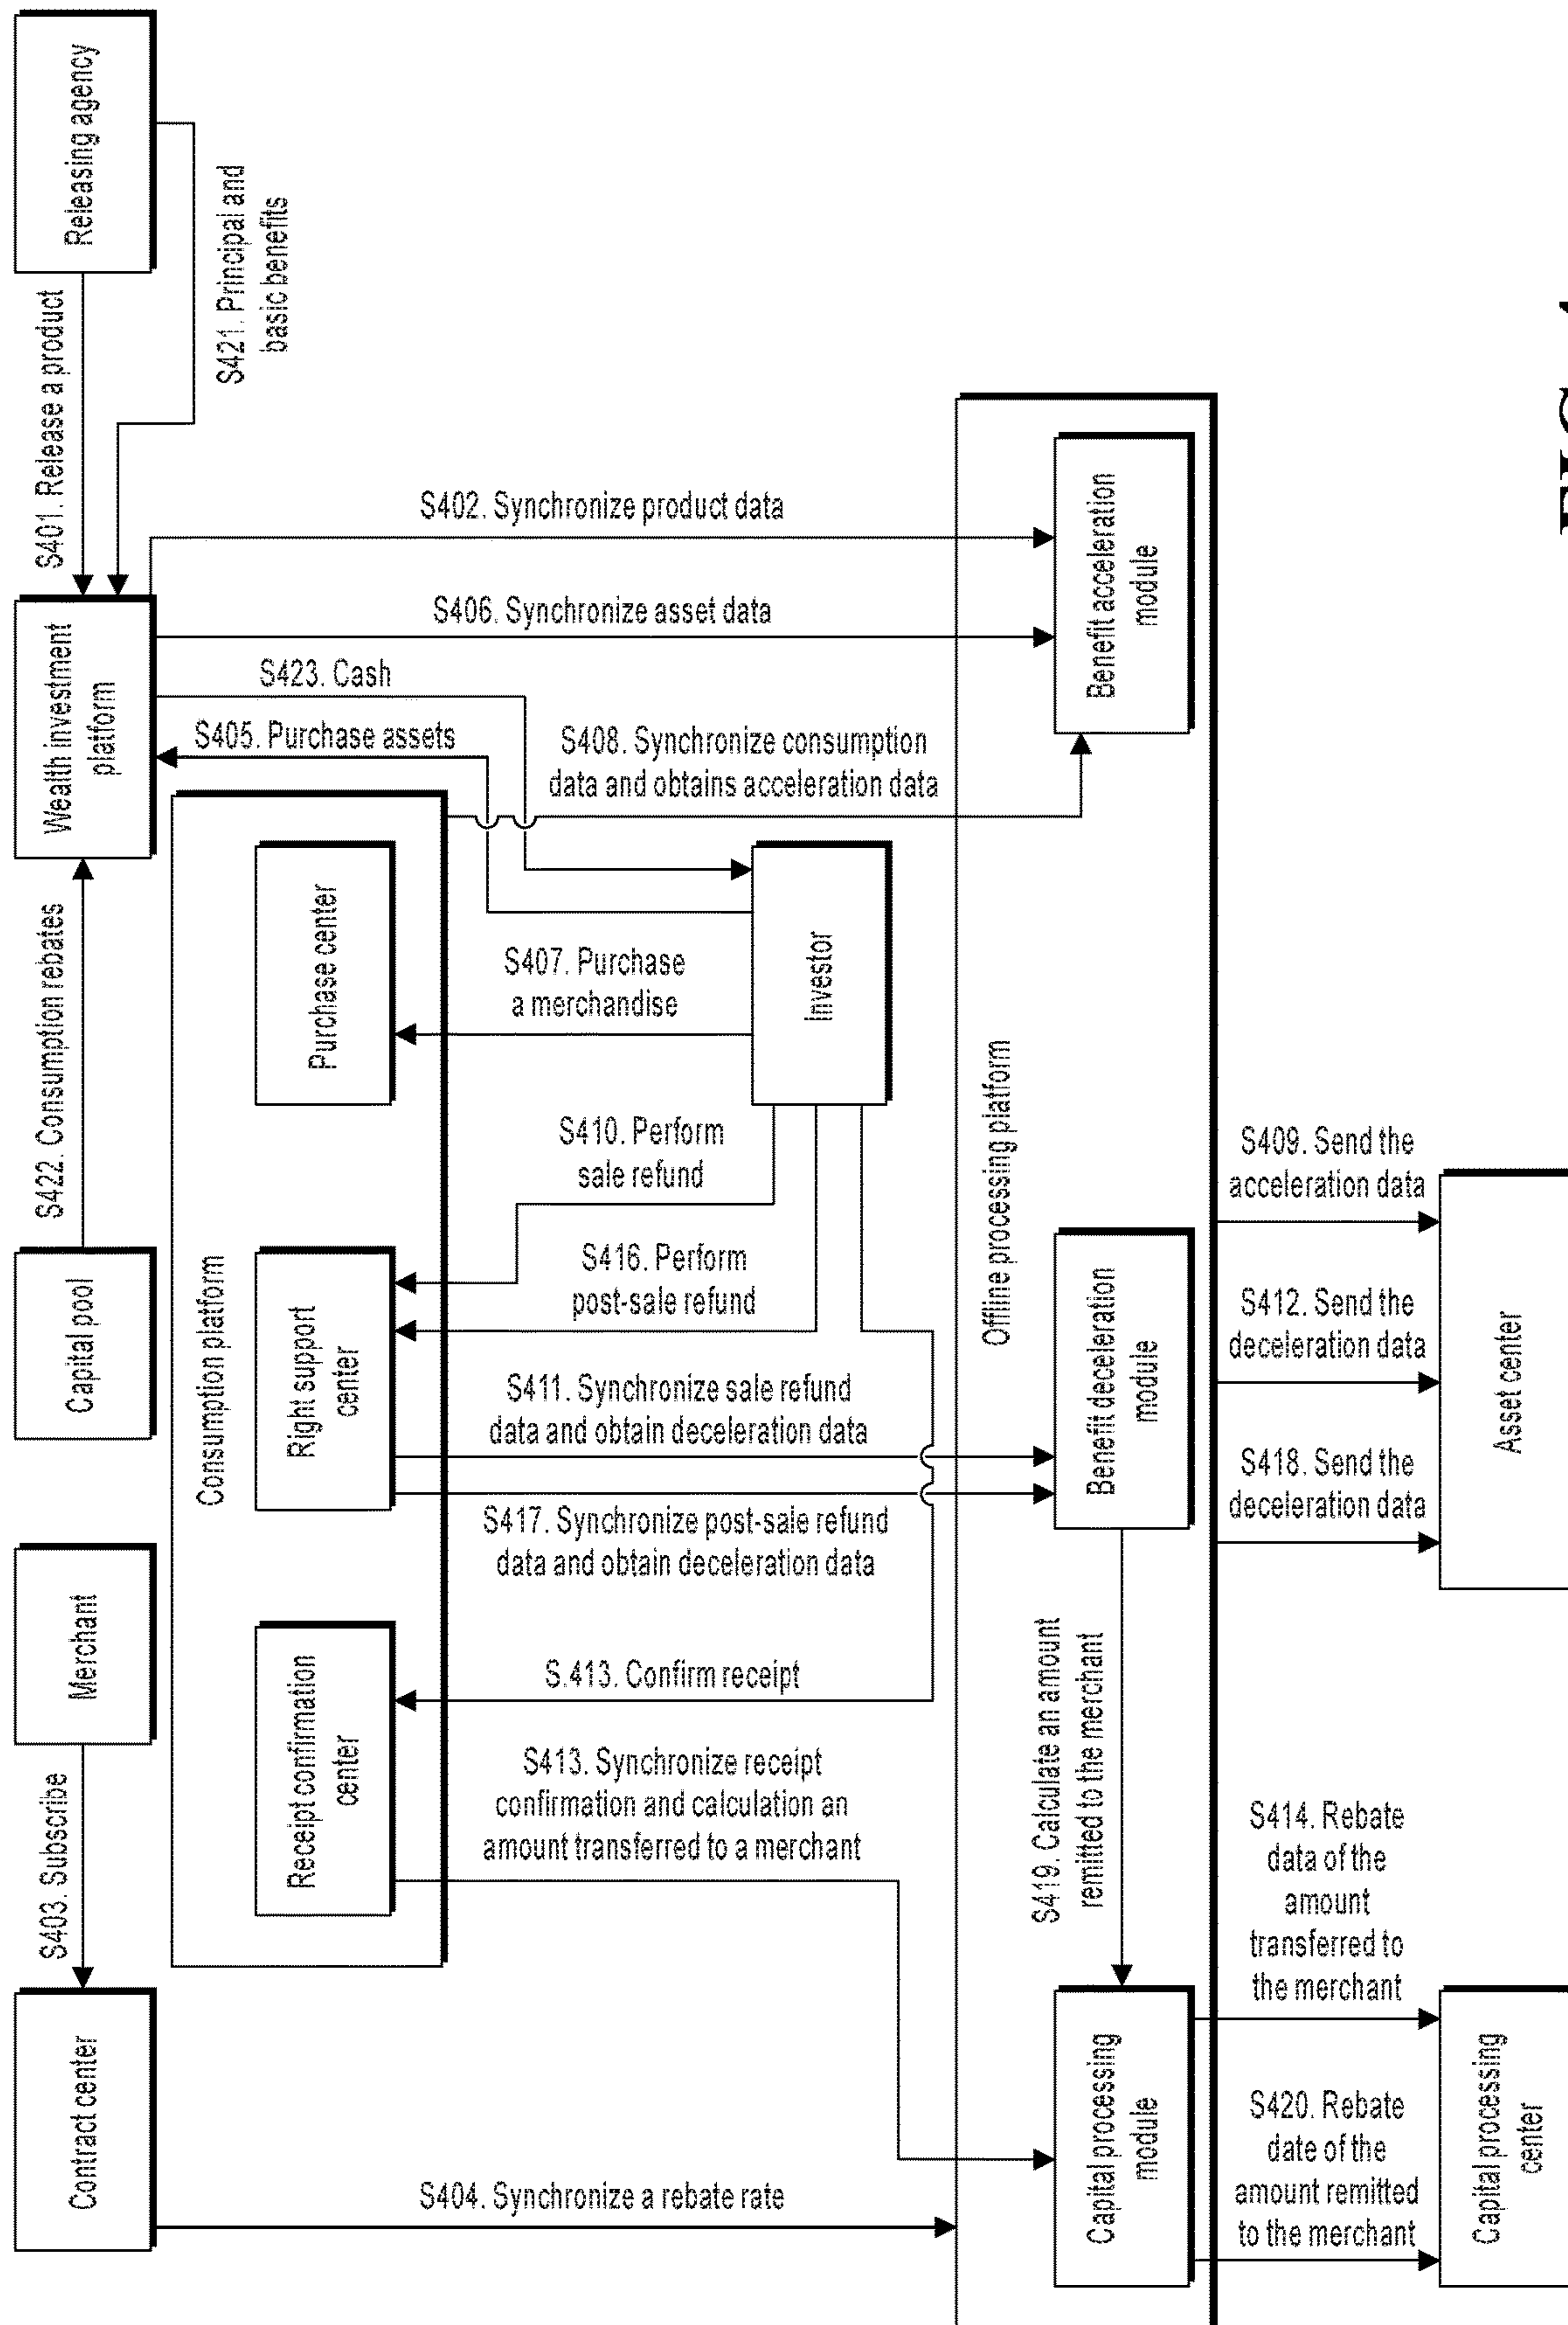 Releasing agency
S401. Release a product
S421. Principal and
basic benefits
Wealth investment
platform
S422. Consumption rebates
Capital pool
Merchant
S403. Subscribe
Contract center
S402. Synchronize product data
S406. Synchronize asset data
S423. Cash
S405. Purchase assets
S408. Synchronize consumption
data and obtains acceleration data
Consumption platform
Purchase center
Right support
center
Receipt confirmation
center
S407. Purchase
a merchandise
Investor
S410. Perform
sale refund
S416. Perform
post-sale refund
S411. Synchronize sale refund
data and obtain deceleration data
S417. Synchronize post-sale refund
data and obtain deceleration data
S.413. Confirm receipt
S413. Synchronize receipt
confirmation and calculation an
amount transferred to a merchant
S404. Synchronize a rebate rate
Offline processing platform
Benefit acceleration
module
Benefit deceleration
module
S419. Calculate an amount
remitted to the merchant
Capital processing
module
S409. Send the
acceleration data
S412. Send the
deceleration data
S418. Send the
deceleration data
Asset center
S414. Rebate
data of the
amount
transferred to
the merchant
S420. Rebate
date of the
amount remitted
to the merchant
Capital processing
center